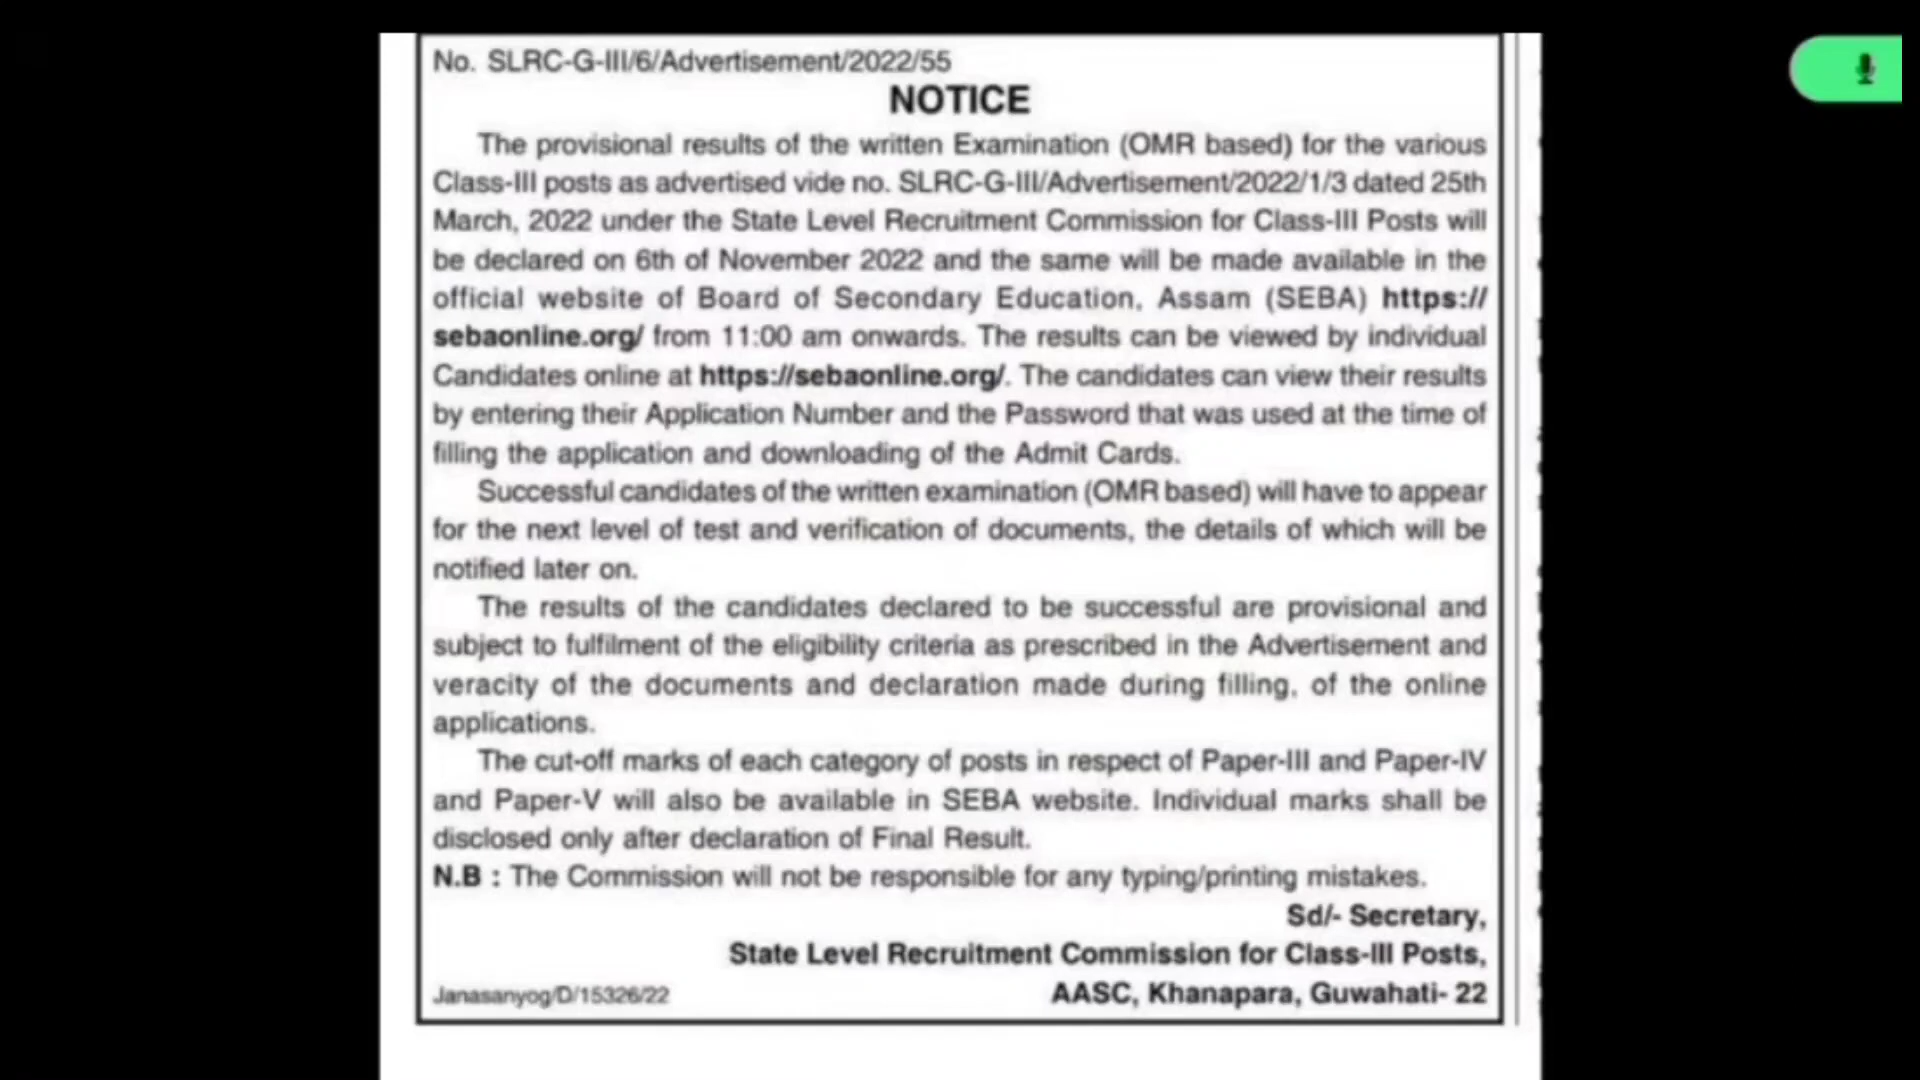 No. SLRC-G-III/6/Advertisement/2022/55
NOTICE
The provisional results of the written Examination (OMR based) for the various
Class-III posts as advertised vide no. SLRC-G-III/Advertisement/2022/1/3 dated 25th
March, 2022 under the State Level Recruitment Commission for Class-III Posts will
be declared on 6th of November 2022 and the same will be made available in the
official website of Board of Secondary Education, Assam (SEBA) https://
sebaonline.org/ from 11:00 am onwards. The results can be viewed by individual
Candidates online at https://sebaonline.org/. The candidates can view their results
by entering their Application Number and the Password that was used at the time of
filling the application and downloading of the Admit Cards.
Successful candidates of the written examination (OMR based) will have to appear
for the next level of test and verification of documents, the details of which will be
notified later on.
The results of the candidates declared to be successful are provisional and
subject to fulfilment of the eligibility criteria as prescribed in the Advertisement and
veracity of the documents and declaration made during filling, of the online
applications.
The cut-off marks of each category of posts in respect of Paper-III and Paper-IV
and Paper-V will also be available in SEBA website. Individual marks shall be
disclosed only after declaration of Final Result.
N.B : The Commission will not be responsible for any typing/printing mistakes.
Sd/- Secretary,
State Level Recruitment Commission for Class-III Posts,
Janasanyog/D/15326/22 AASC, Khanapara, Guwahati- 22